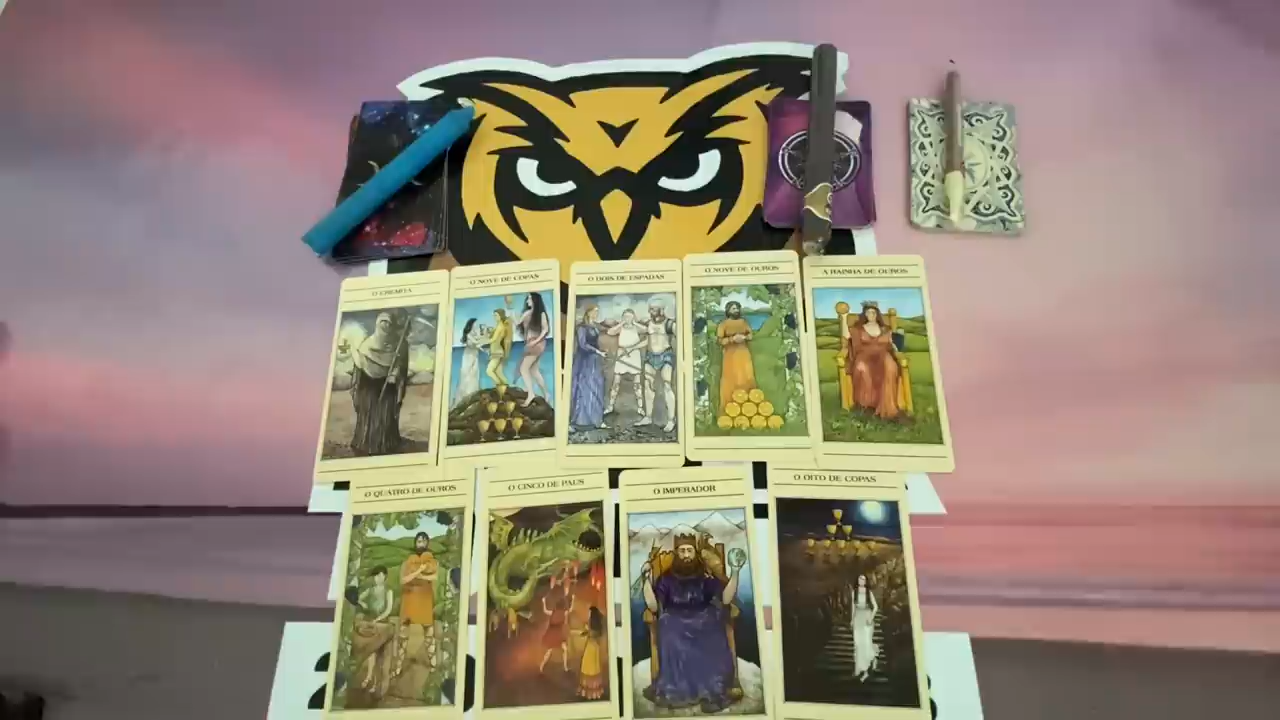 O EREMITA
O NOVE DE COPAS
O DOIS DE ESPADAS
O NOVE DE OUROS
A RAINHA DE OUROS
O QUATRO DE OUROS
O CINCO DE PAUS
O IMPERADOR
O OITO DE COPAS